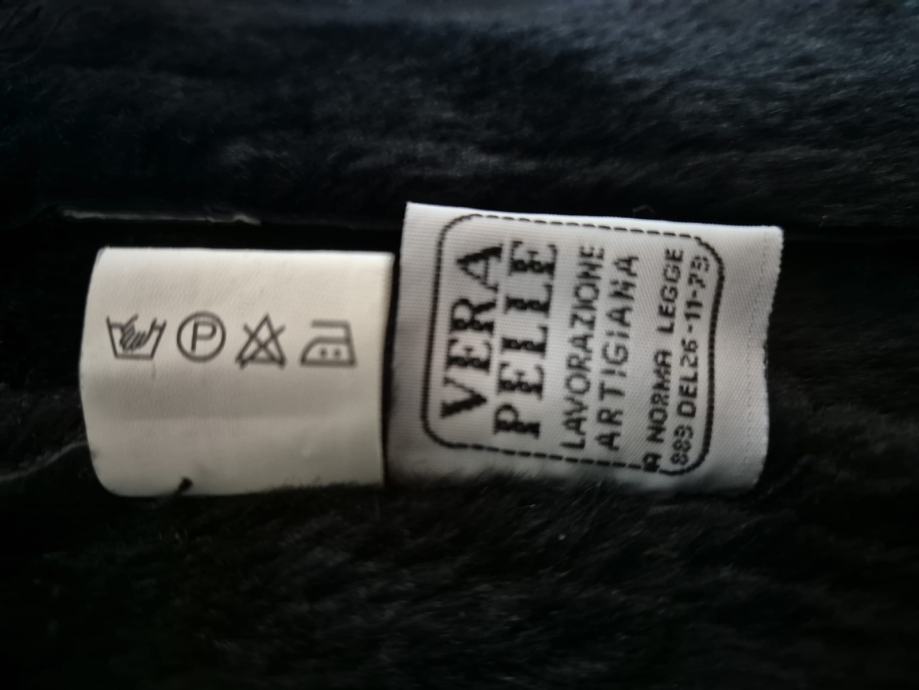 P
VERA
PELLE
LAVORAZIONE
ARTIGIANA
A NORMA LEGGE
883 DEL 26-11-73